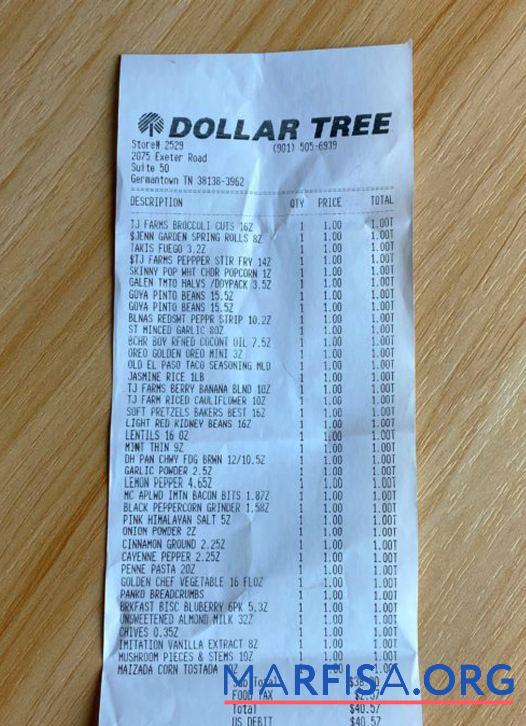 DOLLAR TREE
Store# 2529 (901) 505-6939
2075 Exeter Road
Suite 50
Germantown TN 38138-3962
DESCRIPTION QTY PRICE TOTAL
TJ FARMS BROCCOLI CUTS 16Z 1 1.00 1.00T
$JENN GARDEN SPRING ROLLS 8Z 1 1.00 1.00T
TAKIS FUEGO 3.2Z 1 1.00 1.00T
$TJ FARMS PEPPPER STIR FRY 14Z 1 1.00 1.00T
SKINNY POP WHT CHDR POPCORN 1Z 1 1.00 1.00T
GALEN TMTO HALVS /DOYPACK 3.5Z 1 1.00 1.00T
GOYA PINTO BEANS 15.5Z 1 1.00 1.00T
GOYA PINTO BEANS 15.5Z 1 1.00 1.00T
BLNAS REDSWT PEPPR STRIP 10.2Z 1 1.00 1.00T
ST MINCED GARLIC 8OZ 1 1.00 1.00T
BCHR BOY RFNED COCONT OIL 7.5Z 1 1.00 1.00T
OREO GOLDEN OREO MINI 3Z 1 1.00 1.00T
OLD EL PASO TACO SEASONING MLD 1 1.00 1.00T
JASMINE RICE 1LB 1 1.00 1.00T
TJ FARMS BERRY BANANA BLND 10Z 1 1.00 1.00T
TJ FARM RICED CAULIFLOWER 10Z 1 1.00 1.00T
SOFT PRETZELS BAKERS BEST 16Z 1 1.00 1.00T
LIGHT RED KIDNEY BEANS 16Z 1 1.00 1.00T
LENTILS 16 OZ 1 1.00 1.00T
MINT THIN 9Z 1 1.00 1.00T
DH PAN CHWY FDG BRWN 12/10.5Z 1 1.00 1.00T
GARLIC POWDER 2.5Z 1 1.00 1.00T
LEMON PEPPER 4.65Z 1 1.00 1.00T
MC APLWD IMTN BACON BITS 1.87Z 1 1.00 1.00T
BLACK PEPPERCORN GRINDER 1.58Z 1 1.00 1.00T
PINK HIMALAYAN SALT 5Z 1 1.00 1.00T
ONION POWDER 2Z 1 1.00 1.00T
CINNAMON GROUND 2.25Z 1 1.00 1.00T
CAYENNE PEPPER 2.25Z 1 1.00 1.00T
PENNE PASTA 20Z 1 1.00 1.00T
GOLDEN CHEF VEGETABLE 16 FLOZ 1 1.00 1.00T
PANKO BREADCRUMBS 1 1.00 1.00T
BRKFAST BISC BLUBERRY 6PK 5.3Z 1 1.00 1.00T
UNSWEETENED ALMOND MILK 32Z 1 1.00 1.00T
CHIVES 0.35Z 1 1.00 1.00T
IMITATION VANILLA EXTRACT 8Z 1 1.00 1.00T
MUSHROOM PIECES & STEMS 10Z 1 1.00 1.00T
MAIZADA CORN TOSTADA
Sub Total
FOOD TAX
Total $40.57
US DEBIT $40.57
MARFISA.ORG